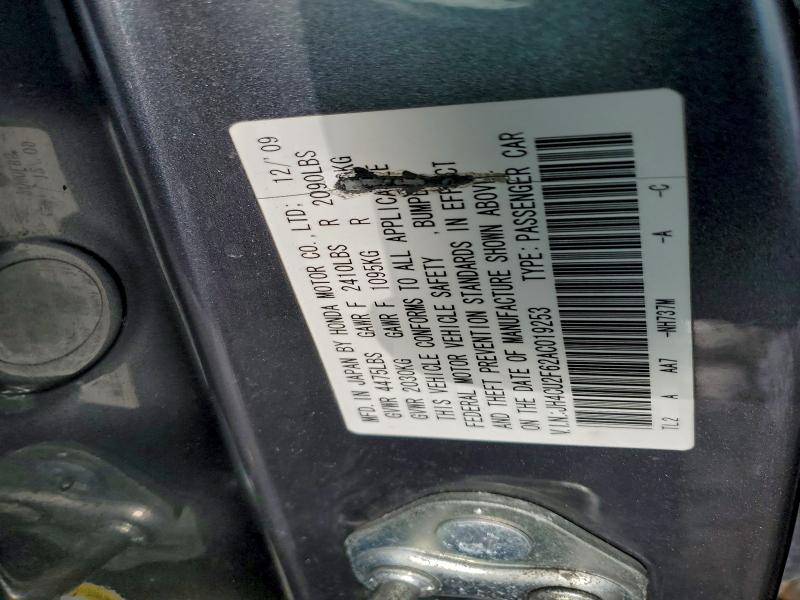 MFD. IN JAPAN BY HONDA MOTOR CO., LTD; 12/'09
GVWR 4475LBS GAWR F 2410LBS R 2090LBS
GVWR 2030KG GAWR F 1095KG R KG
THIS VEHICLE CONFORMS TO ALL APPLICABLE
FEDERAL MOTOR VEHICLE SAFETY , BUMPER
AND THEFT PREVENTION STANDARDS IN EFFECT
ON THE DATE OF MANUFACTURE SHOWN ABOVE.
V.I.N:JH4CU2F62AC019253 TYPE: PASSENGER CAR
TL2 A AA7 -NH737M -A -C